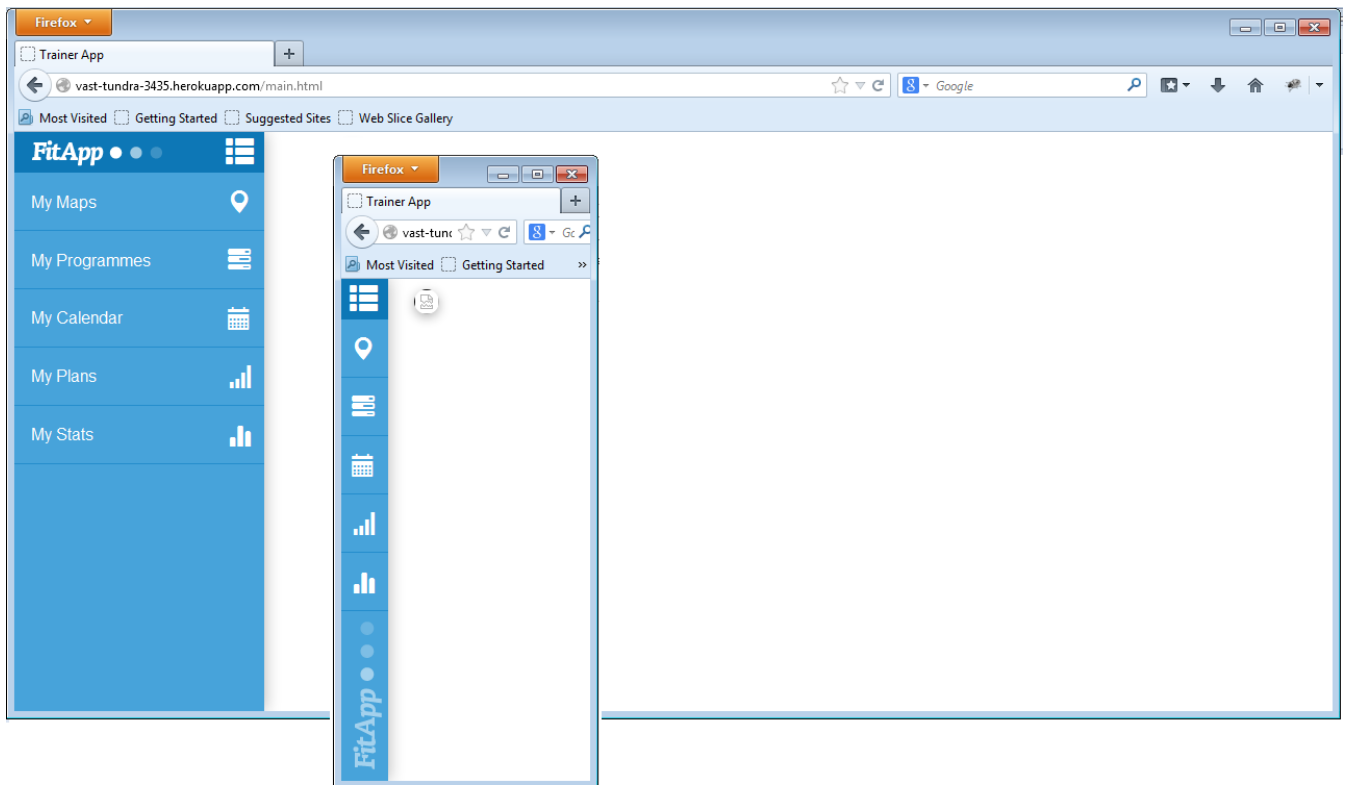 Firefox
Trainer App
vast-tundra-3435.herokuapp.com/main.html
Google
Most Visited Getting Started Suggested Sites Web Slice Gallery
FitApp
My Maps
My Programmes
My Calendar
My Plans
My Stats
Firefox
Trainer App
vast-tund
Go
Most Visited Getting Started »
FitApp